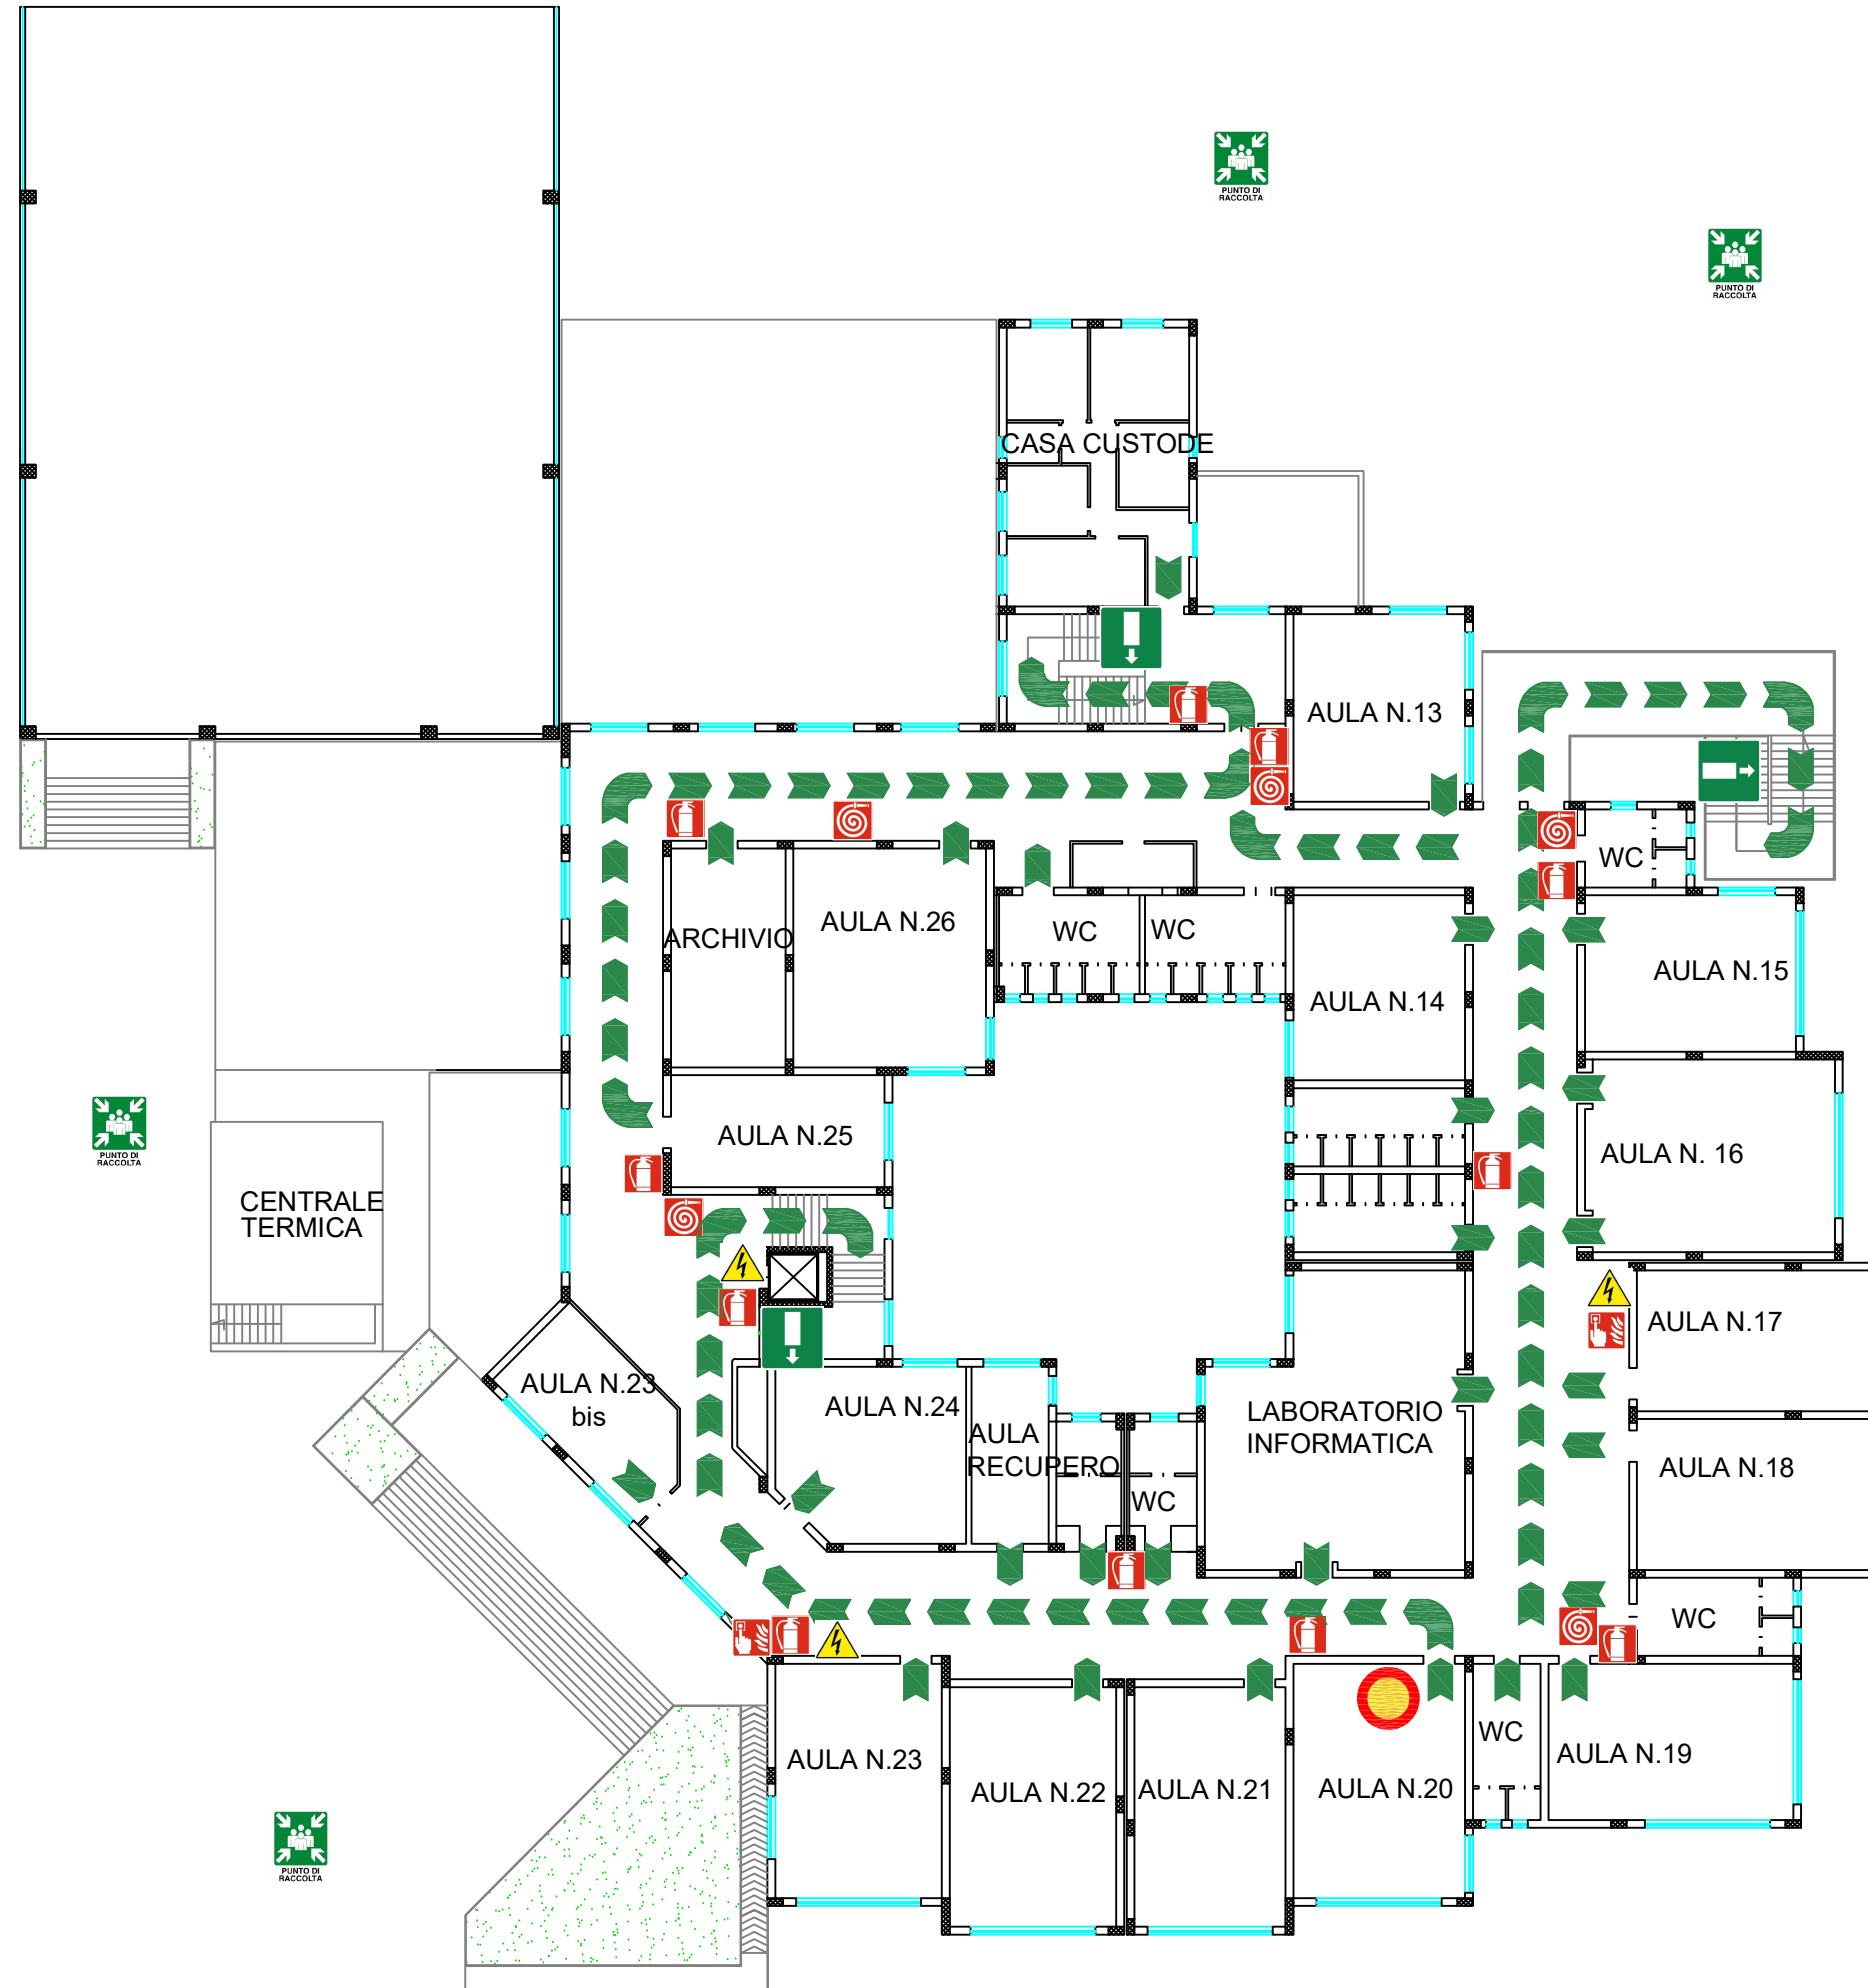 PUNTO DI
RACCOLTA
PUNTO DI
RACCOLTA
CASA CUSTODE
AULA N.13
WC
AULA N.26
ARCHIVIO
WC
WC
AULA N.15
AULA N.14
PUNTO DI
RACCOLTA
AULA N.25
AULA N. 16
CENTRALE
TERMICA
AULA N.17
AULA N.23
bis
AULA N.24
AULA
RECUPERO
LABORATORIO
INFORMATICA
AULA N.18
WC
WC
WC
AULA N.23
AULA N.22
AULA N.21
AULA N.20
AULA N.19
PUNTO DI
RACCOLTA